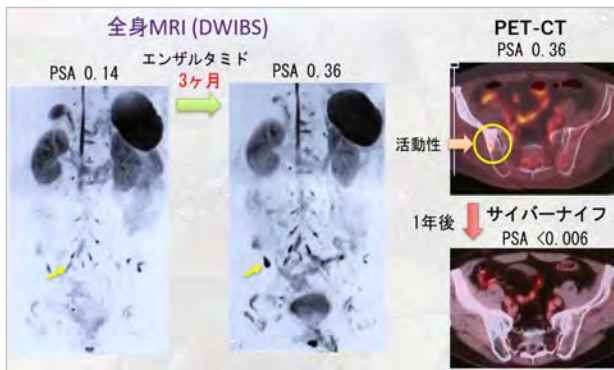 全身MRI (DWIBS)
PSA 0.14
エンザルタミド
3ヶ月
PSA 0.36
PET-CT
PSA 0.36
活動性
1年後
サイバーナイフ
PSA <0.006